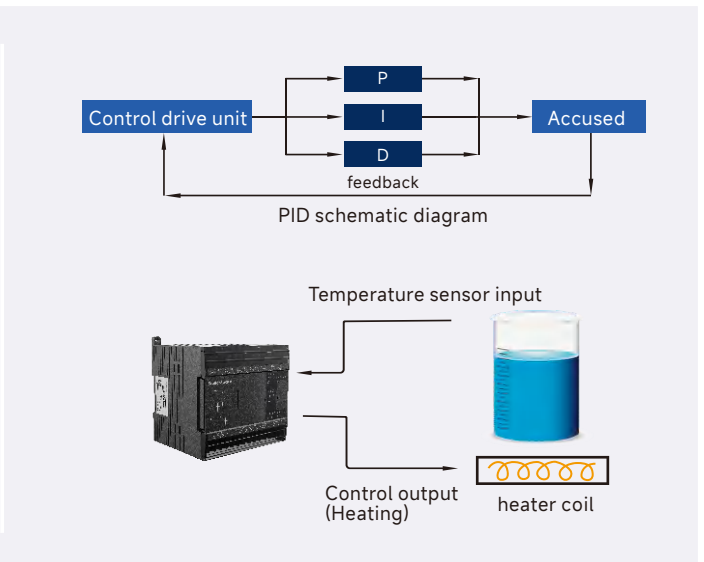 P
Control drive unit
I
Accused
D
feedback
PID schematic diagram
Temperature sensor input
Control output
(Heating)
heater coil